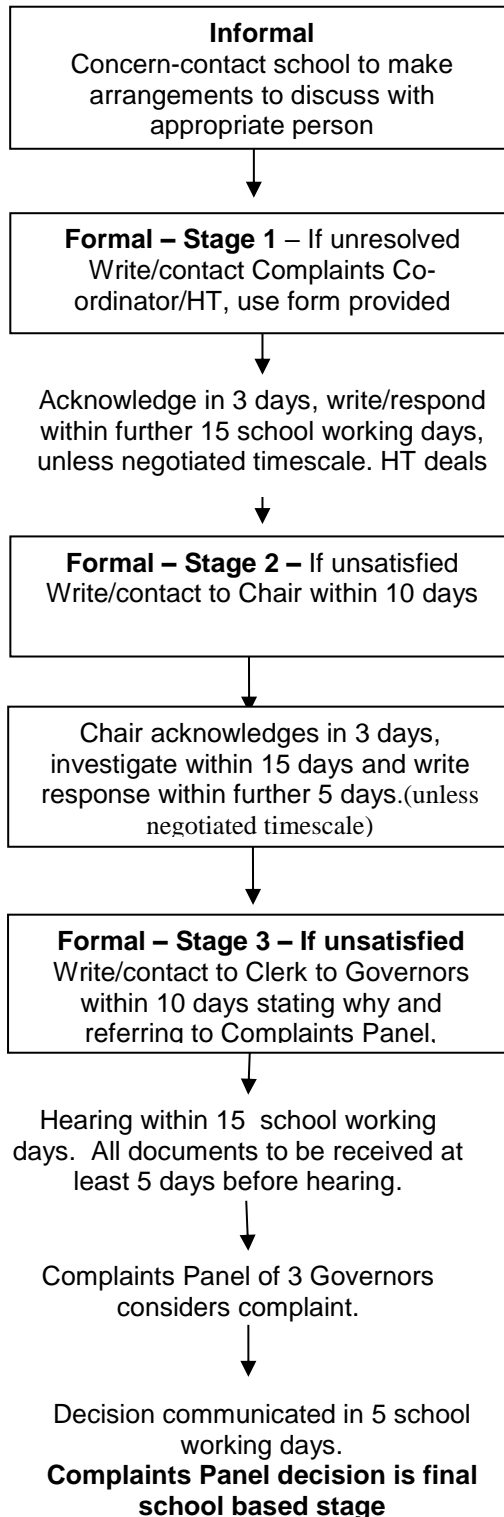 Informal
Concern-contact school to make
arrangements to discuss with
appropriate person
Formal – Stage 1 – If unresolved
Write/contact Complaints Co-
ordinator/HT, use form provided
Acknowledge in 3 days, write/respond
within further 15 school working days,
unless negotiated timescale. HT deals
Formal – Stage 2 – If unsatisfied
Write/contact to Chair within 10 days
Chair acknowledges in 3 days,
investigate within 15 days and write
response within further 5 days.(unless
negotiated timescale)
Formal – Stage 3 – If unsatisfied
Write/contact to Clerk to Governors
within 10 days stating why and
referring to Complaints Panel,
Hearing within 15 school working
days. All documents to be received at
least 5 days before hearing.
Complaints Panel of 3 Governors
considers complaint.
Decision communicated in 5 school
working days.
Complaints Panel decision is final
school based stage